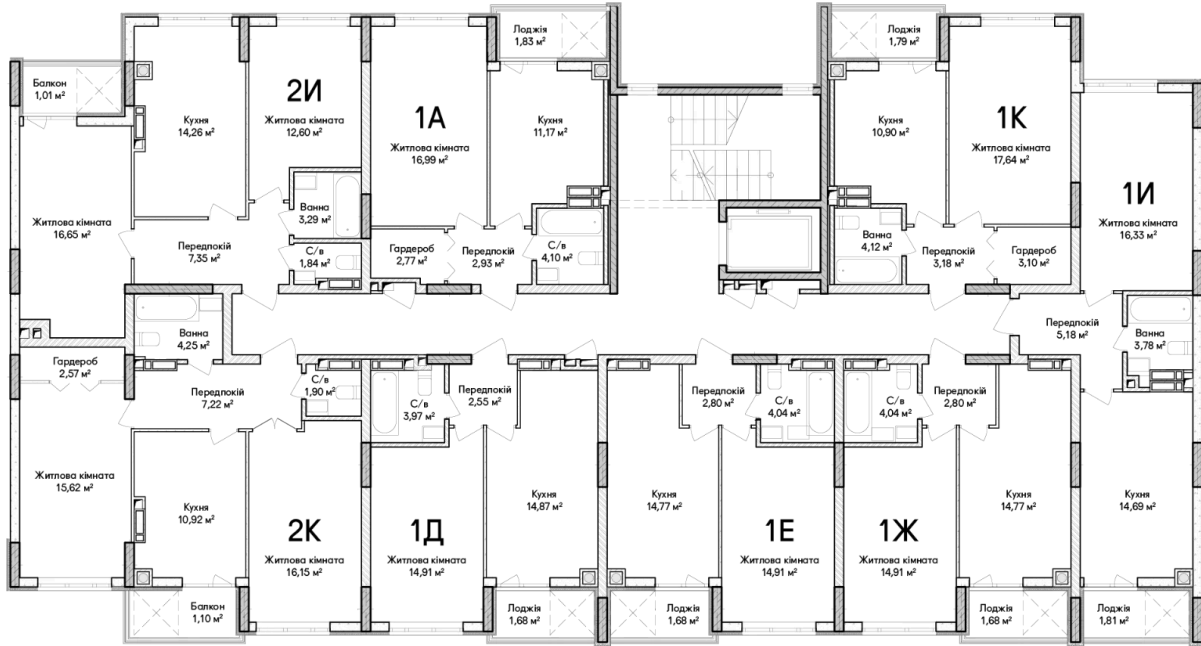 Балкон
1,01 м²
Кухня
14,26 м²
2И
Житлова кімната
12,60 м²
1А
Житлова кімната
16,99 м²
Лоджія
1,83 м²
Кухня
11,17 м²
Лоджія
1,79 м²
Кухня
10,90 м²
1К
Житлова кімната
17,64 м²
1И
Житлова кімната
16,33 м²
Житлова кімната
16,65 м²
Передпокій
7,35 м²
Ванна
3,29 м²
С/в
1,84 м²
Гардероб
2,77 м²
Передпокій
2,93 м²
С/в
4,10 м²
Ванна
4,12 м²
Передпокій
3,18 м²
Гардероб
3,10 м²
Ванна
4,25 м²
Передпокій
5,18 м²
Ванна
3,78 м²
Гардероб
2,57 м²
Передпокій
7,22 м²
С/в
1,90 м²
С/в
3,97 м²
Передпокій
2,55 м²
Передпокій
2,80 м²
С/в
4,04 м²
С/в
4,04 м²
Передпокій
2,80 м²
Житлова кімната
15,62 м²
Кухня
10,92 м²
2К
Житлова кімната
16,15 м²
1Д
Житлова кімната
14,91 м²
Кухня
14,87 м²
Кухня
14,77 м²
1Е
Житлова кімната
14,91 м²
1Ж
Житлова кімната
14,91 м²
Кухня
14,77 м²
Кухня
14,69 м²
Балкон
1,10 м²
Лоджія
1,68 м²
Лоджія
1,68 м²
Лоджія
1,68 м²
Лоджія
1,81 м²